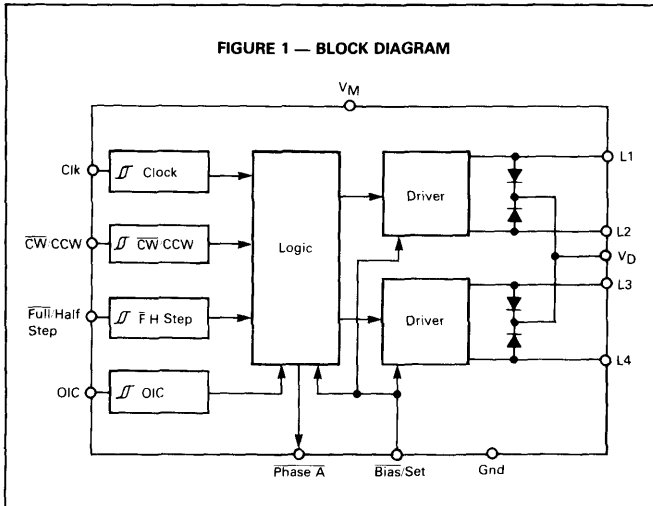 FIGURE 1 — BLOCK DIAGRAM
VM
Clk
Clock
L1
Driver
L2
CW/CCW
CW/CCW
Logic
VD
L3
Full/Half
Step
F H Step
Driver
OIC
OIC
L4
Phase A
Bias/Set
Gnd